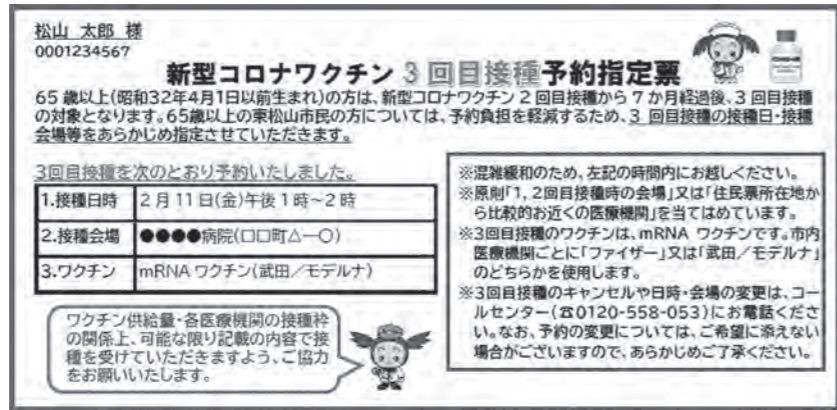 松山 太郎 様
0001234567
新型コロナワクチン 3 回目接種予約指定票
65 歳以上(昭和32年4月1日以前生まれ)の方は、新型コロナワクチン 2 回目接種から 7 か月経過後、3 回目接種
の対象となります。65歳以上の東松山市民の方については、予約負担を軽減するため、3 回目接種の接種日・接種
会場等をあらかじめ指定させていただきます。
3回目接種を次のとおり予約いたしました。
1.接種日時 2 月 11 日(金)午後 1 時~2 時
2.接種会場 ●●●●病院(□□町△-○)
3.ワクチン mRNA ワクチン(武田/モデルナ)
ワクチン供給量・各医療機関の接種枠
の関係上、可能な限り記載の内容で接
種を受けていただきますよう、ご協力
をお願いいたします。
※混雑緩和のため、左記の時間内にお越しください。
※原則「1, 2回目接種時の会場」又は「住民票所在地か
ら比較的お近くの医療機関」を当てはめています。
※3回目接種のワクチンは、mRNA ワクチンです。市内
医療機関ごとに「ファイザー」又は「武田/モデルナ」
のどちらかを使用します。
※3回目接種のキャンセルや日時・会場の変更は、コー
ルセンター(☎0120-558-053)にお電話くださ
い。なお、予約の変更については、ご希望に添えない
場合がございますので、あらかじめご了承ください。